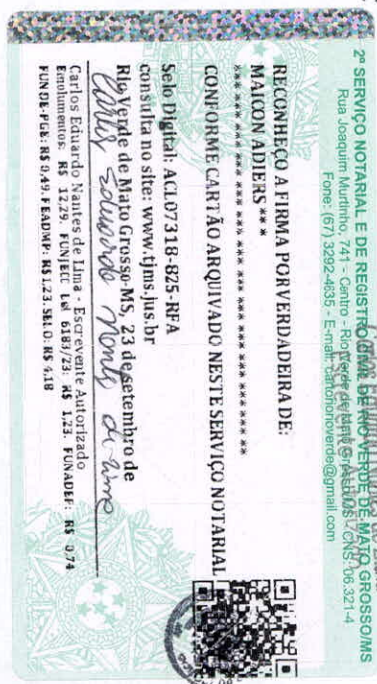 2º SERVIÇO NOTARIAL E DE REGISTRO CIVIL DE RIO VERDE DE MATO GROSSO/MS
Rua Joaquim Murtinho, 741 - Centro - Rio Verde de Mato Grosso/MS - CNS: 06.321-4
Fone: (67) 3292-4635 - E-mail: cartoriorioverde@gmail.com
RECONHEÇO A FIRMA POR VERDADEIRA DE:
MAICON ADIERS ** *
*** *** *** *** *** *** *** *** *** *** *** *** **
CONFORME CARTÃO ARQUIVADO NESTE SERVIÇO NOTARIAL
Selo Digital: ACL07318-825-RFA
consulta no site: www.tjms.jus.br
Rio Verde de Mato Grosso-MS, 23 de setembro de
Carlos Eduardo Nantes de Lima
Carlos Eduardo Nautes de Lima - Escrevente Autorizado
Emolumentos: R$ 12,29. FUNJECC Lei 6183/23: R$ 1,23. FUNADEP: R$ 0,74
FUNDE-PGE: R$ 0,49. FEADMP: R$ 1,23. SELO: R$ 4,18